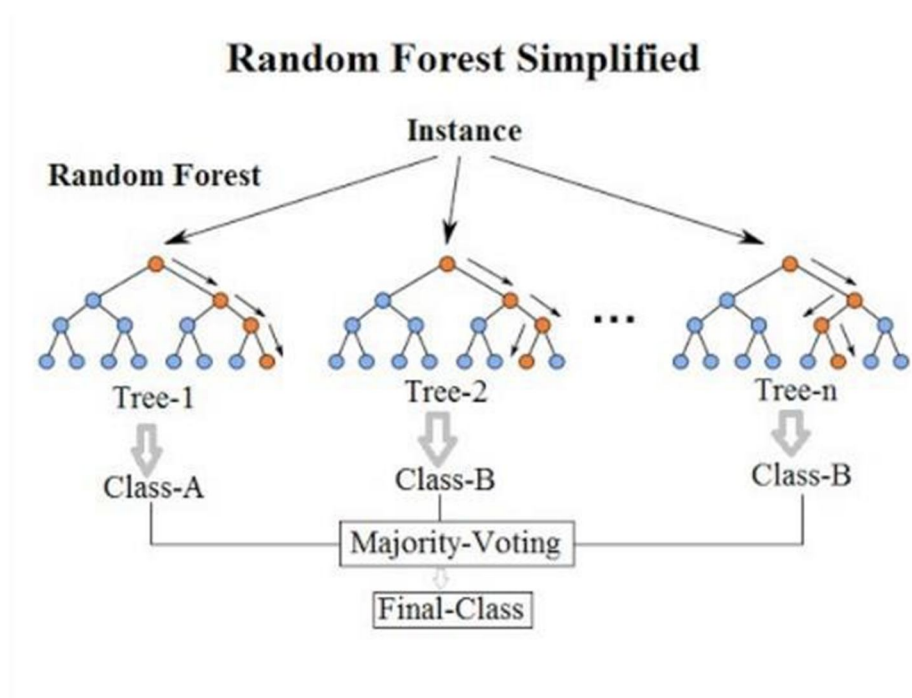 Random Forest Simplified
Instance
Random Forest
...
Tree-1
Tree-2
Tree-n
Class-A
Class-B
Class-B
Majority-Voting
Final-Class